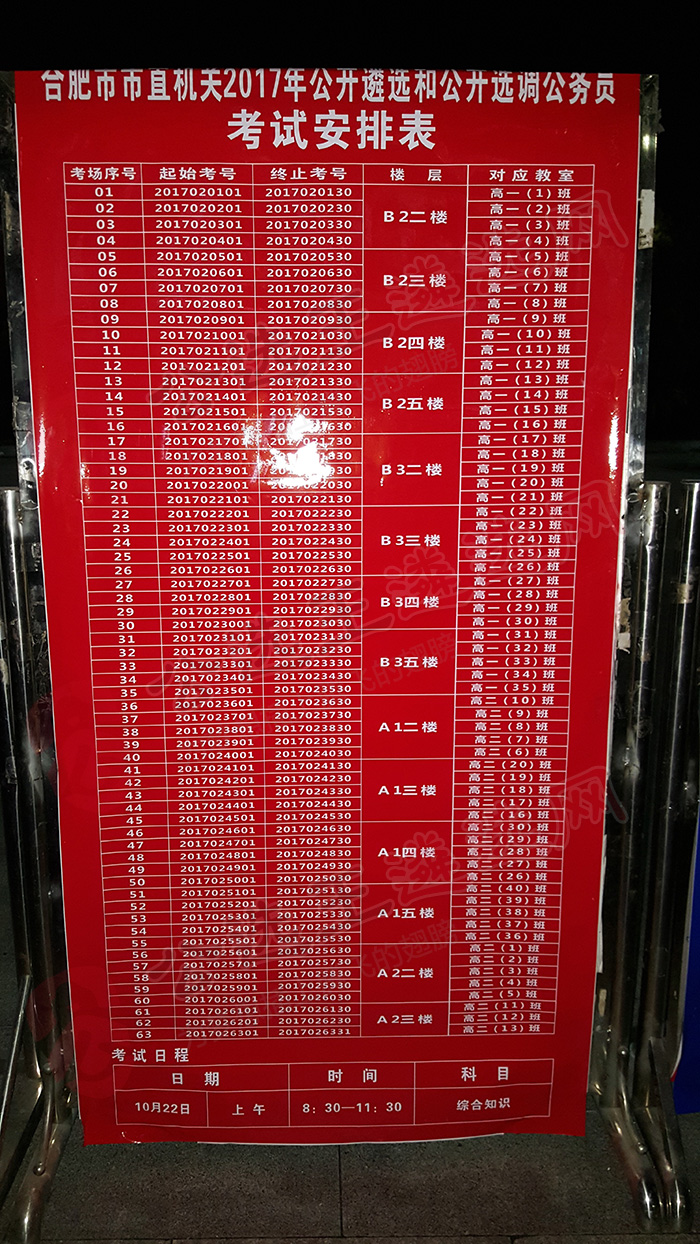 合肥市市直机关2017年公开遴选和公开选调公务员
考试安排表
考场序号 起始考号 终止考号 楼 层 对应教室
01 2017020101 2017020130 高一（1）班
02 2017020201 2017020230 B2二楼 高一（2）班
03 2017020301 2017020330 高一（3）班
04 2017020401 2017020430 高一（4）班
05 2017020501 2017020530 高一（5）班
06 2017020601 2017020630 B2三楼 高一（6）班
07 2017020701 2017020730 高一（7）班
08 2017020801 2017020830 高一（8）班
09 2017020901 2017020930 高一（9）班
10 2017021001 2017021030 B2四楼 高一（10）班
11 2017021101 2017021130 高一（11）班
12 2017021201 2017021230 高一（12）班
13 2017021301 2017021330 高一（13）班
14 2017021401 2017021430 B2五楼 高一（14）班
15 2017021501 2017021530 高一（15）班
16 2017021601 高一（16）班
17 2017021701 2017021730 高一（17）班
18 2017021801 高一（18）班
19 2017021901 B3二楼 高一（19）班
20 2017022001 2017022030 高一（20）班
21 2017022101 2017022130 高一（21）班
22 2017022201 2017022230 高一（22）班
23 2017022301 2017022330 高一（23）班
24 2017022401 2017022430 B3三楼 高一（24）班
25 2017022501 2017022530 高一（25）班
26 2017022601 2017022630 高一（26）班
27 2017022701 2017022730 高一（27）班
28 2017022801 2017022830 B3四楼 高一（28）班
29 2017022901 2017022930 高一（29）班
30 2017023001 2017023030 高一（30）班
31 2017023101 2017023130 高一（31）班
32 2017023201 2017023230 高一（32）班
33 2017023301 2017023330 B3五楼 高一（33）班
34 2017023401 2017023430 高一（34）班
35 2017023501 2017023530 高一（35）班
36 2017023601 2017023630 高二（10）班
37 2017023701 2017023730 高二（9）班
38 2017023801 2017023830 A1二楼 高二（8）班
39 2017023901 2017023930 高二（7）班
40 2017024001 2017024030 高二（6）班
41 2017024101 2017024130 高二（20）班
42 2017024201 2017024230 高二（19）班
43 2017024301 2017024330 A1三楼 高二（18）班
44 2017024401 2017024430 高二（17）班
45 2017024501 2017024530 高二（16）班
46 2017024601 2017024630 高二（30）班
47 2017024701 2017024730 高二（29）班
48 2017024801 2017024830 A1四楼 高二（28）班
49 2017024901 2017024930 高二（27）班
50 2017025001 2017025030 高二（26）班
51 2017025101 2017025130 高二（40）班
52 2017025201 2017025230 高二（39）班
53 2017025301 2017025330 A1五楼 高二（38）班
54 2017025401 2017025430 高二（37）班
55 2017025501 2017025530 高二（36）班
56 2017025601 2017025630 高二（1）班
57 2017025701 2017025730 高二（2）班
58 2017025801 2017025830 A2二楼 高二（3）班
59 2017025901 2017025930 高二（4）班
60 2017026001 2017026030 高二（5）班
61 2017026101 2017026130 高二（11）班
62 2017026201 2017026230 A2三楼 高二（12）班
63 2017026301 2017026331 高二（13）班
考试日程
日 期 时 间 科 目
10月22日 上 午 8：30—11：30 综合知识